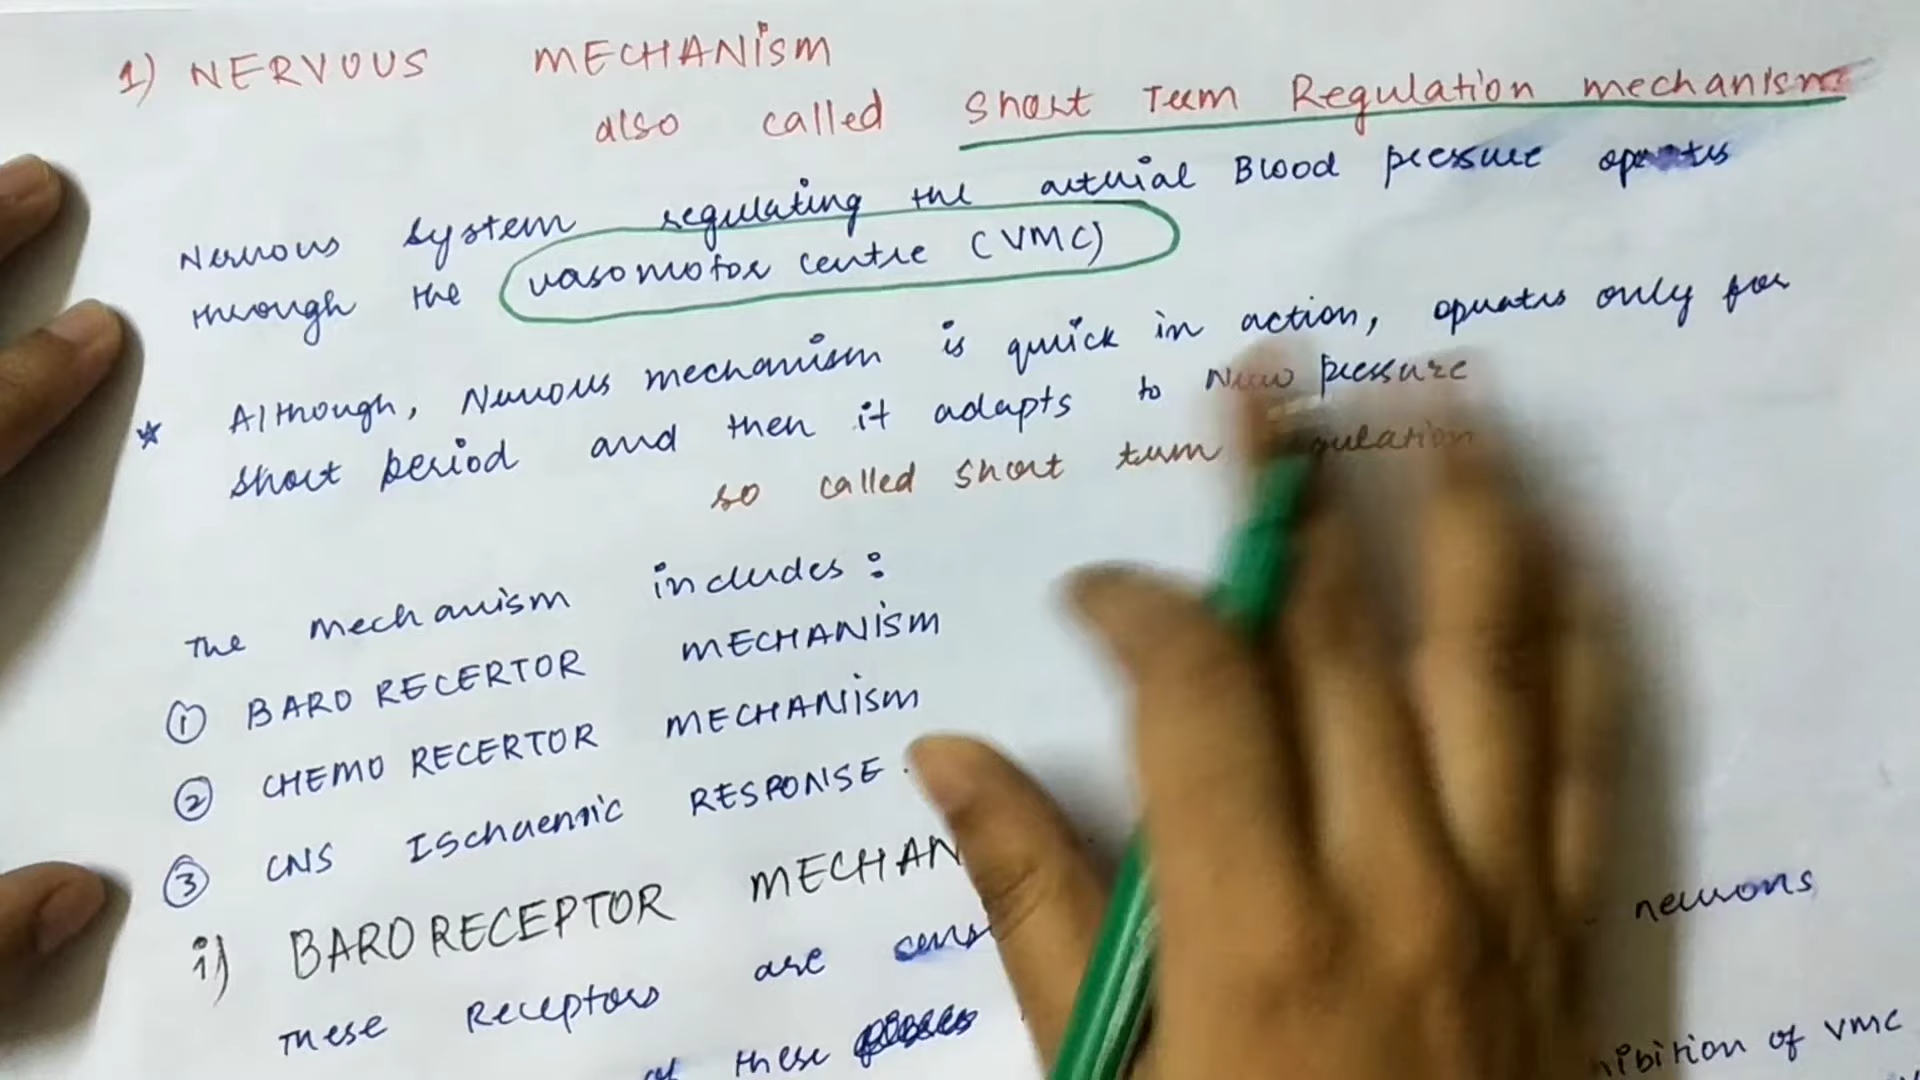 1) NERVOUS MECHANISM
also called Short Term Regulation mechanism
Nervous system regulating the arterial Blood pressure operates
through the vasomotor centre (VMC)
* Although, Nervous mechanism is quick in action, operates only for
short period and then it adapts to New pressure
so called short term
The mechanism includes:
① BARO RECERTOR MECHANISM
② CHEMO RECERTOR MECHANISM
③ CNS Ischaemic RESPONSE.
i) BARORECEPTOR MECHAN
These Receptors are neurons
of these of VMC